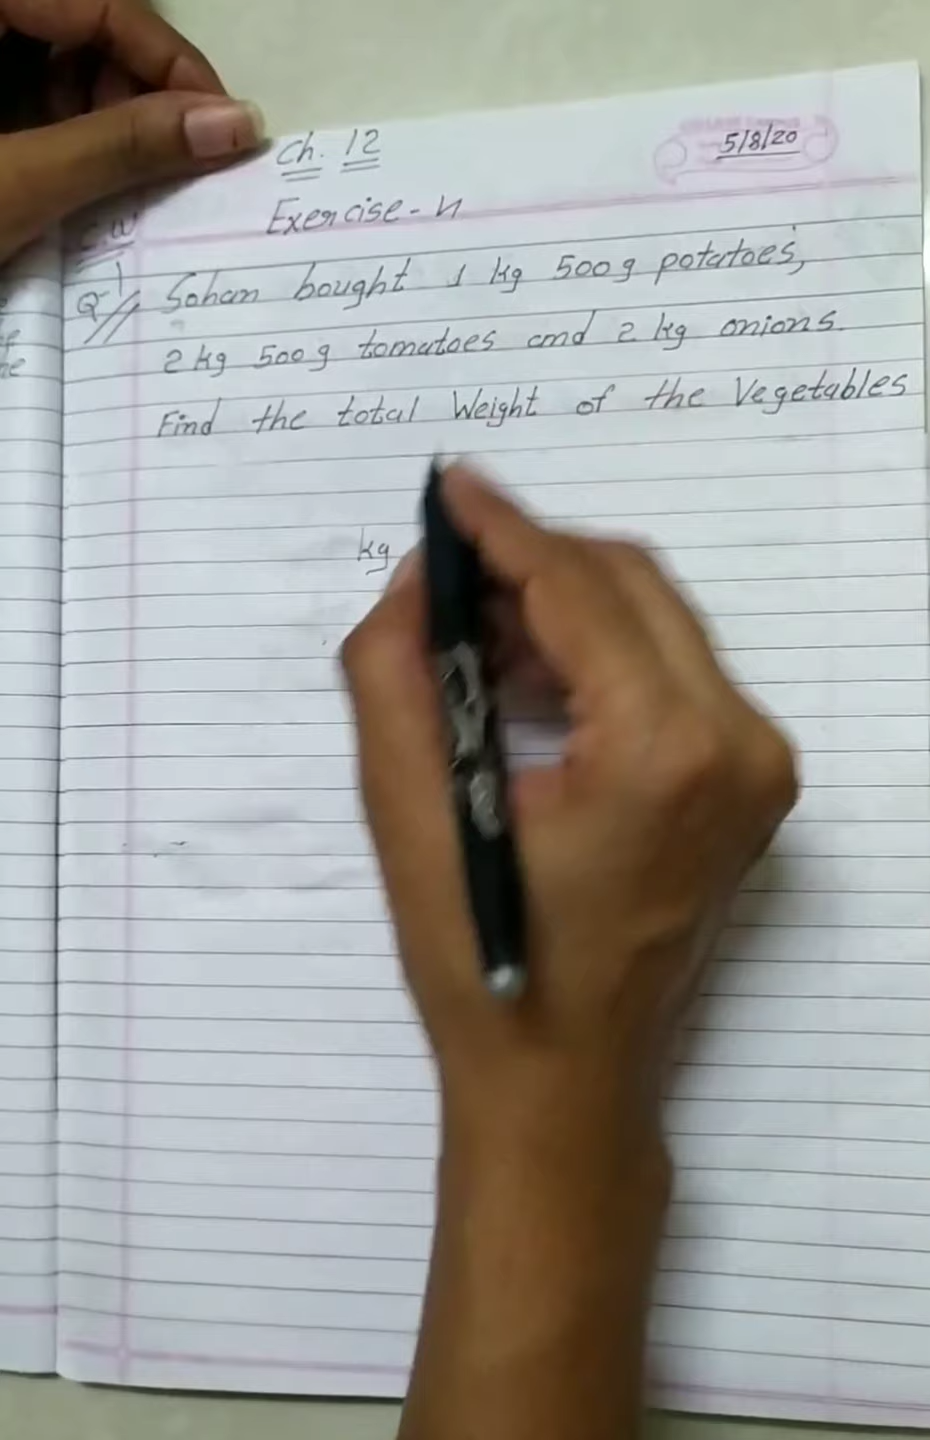 Ch. 12
5/8/20
Exercise - 4
C.W
Q-1 Sohan bought 1 kg 500 g potatoes,
2 kg 500 g tomatoes and 2 kg onions.
Find the total Weight of the Vegetables
kg